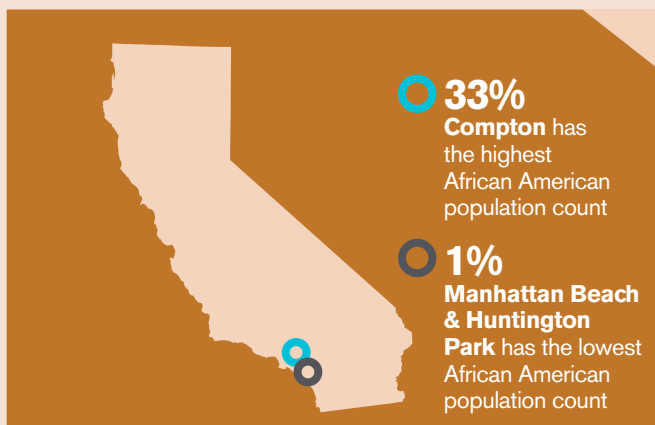 33%
Compton has
the highest
African American
population count
1%
Manhattan Beach
& Huntington
Park has the lowest
African American
population count